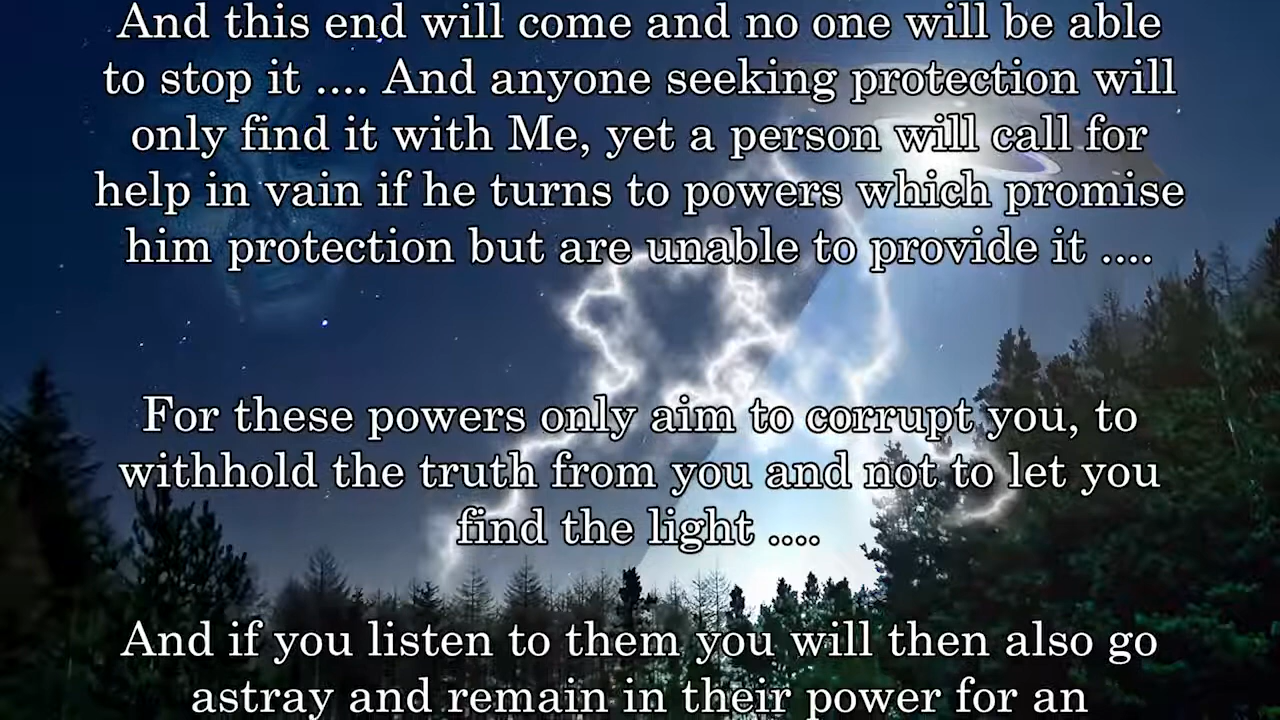 And this end will come and no one will be able
to stop it .... And anyone seeking protection will
only find it with Me, yet a person will call for
help in vain if he turns to powers which promise
him protection but are unable to provide it ....
For these powers only aim to corrupt you, to
withhold the truth from you and not to let you
find the light ....
And if you listen to them you will then also go
astray and remain in their power for an